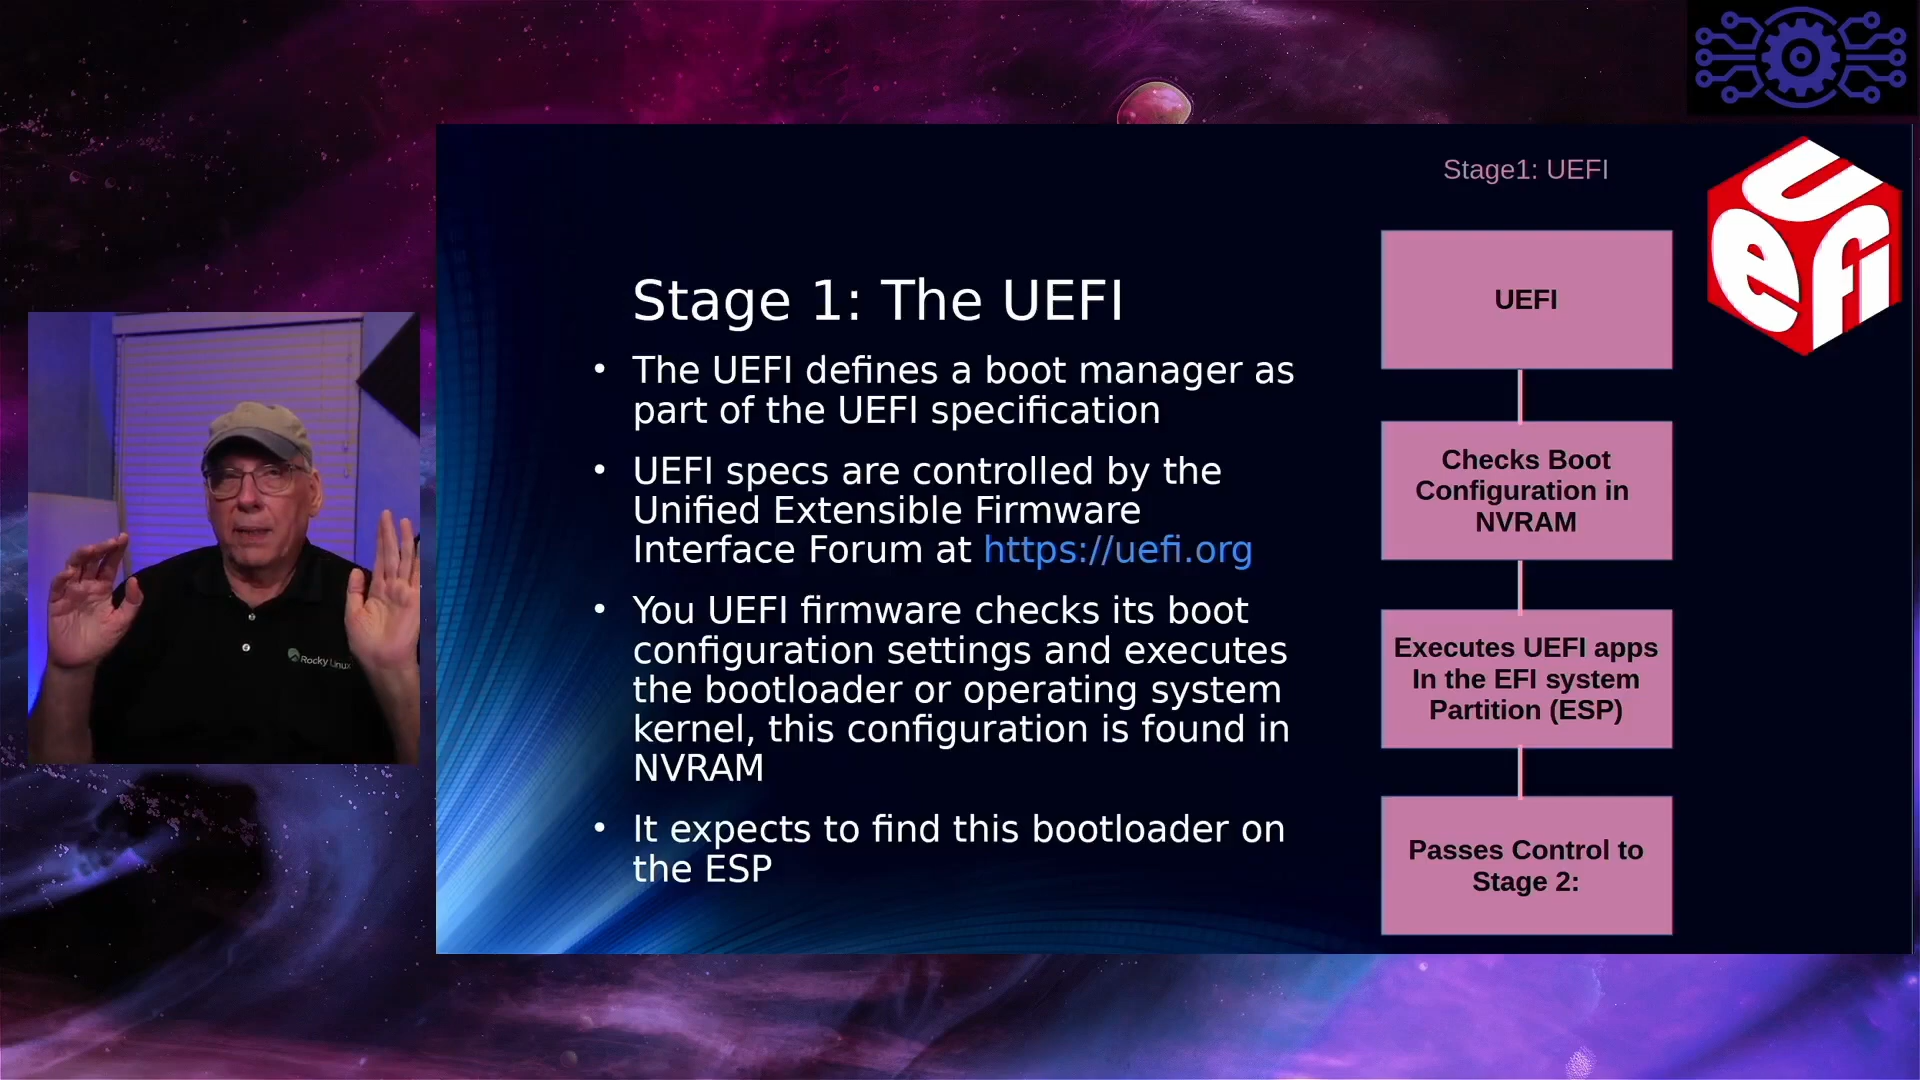 Stage1: UEFI
uefi
Stage 1: The UEFI
• The UEFI defines a boot manager as
part of the UEFI specification
• UEFI specs are controlled by the
Unified Extensible Firmware
Interface Forum at https://uefi.org
• You UEFI firmware checks its boot
configuration settings and executes
the bootloader or operating system
kernel, this configuration is found in
NVRAM
• It expects to find this bootloader on
the ESP
UEFI
Checks Boot
Configuration in
NVRAM
Executes UEFI apps
In the EFI system
Partition (ESP)
Passes Control to
Stage 2:
Rocky Linux